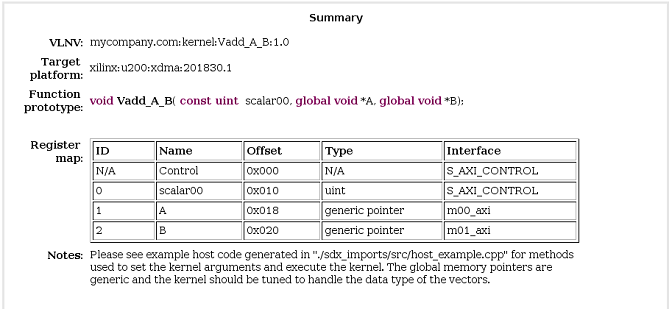 Summary
VLNV: mycompany.com:kernel:Vadd_A_B:1.0
Target platform: xilinx:u200:xdma:201830.1
Function prototype: void Vadd_A_B( const uint scalar00, global void *A, global void *B);
Register map:
ID Name Offset Type Interface
N/A Control 0x000 N/A S_AXI_CONTROL
0 scalar00 0x010 uint S_AXI_CONTROL
1 A 0x018 generic pointer m00_axi
2 B 0x020 generic pointer m01_axi
Notes: Please see example host code generated in "./sdx_imports/src/host_example.cpp" for methods
used to set the kernel arguments and execute the kernel. The global memory pointers are
generic and the kernel should be tuned to handle the data type of the vectors.